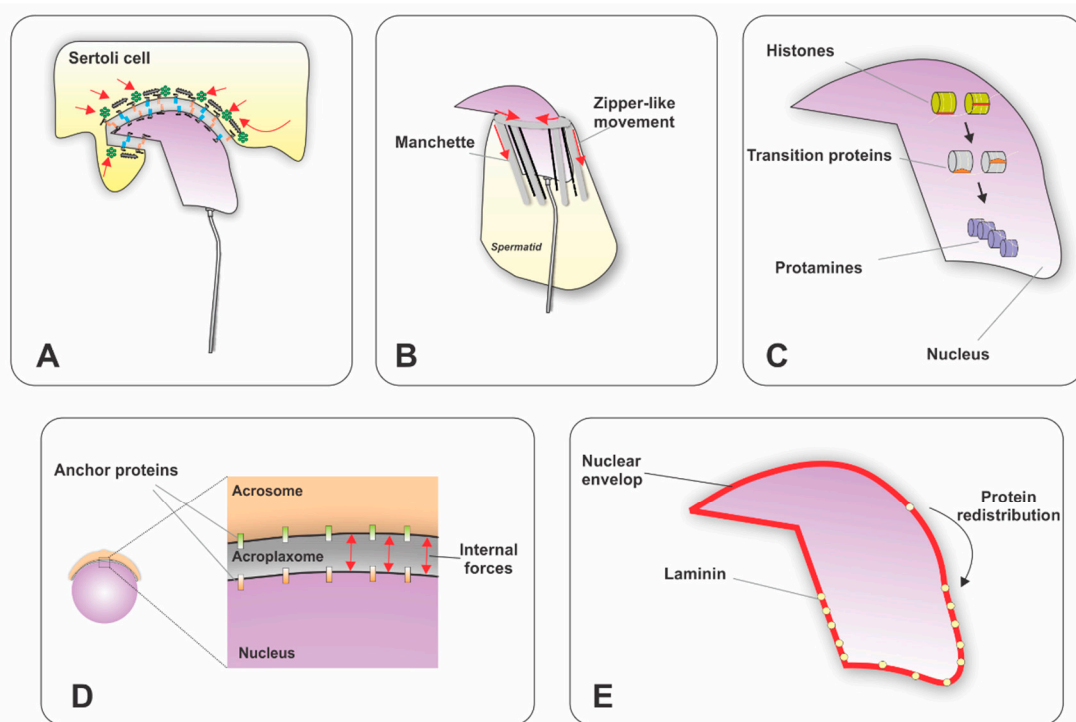 Sertoli cell
A
Manchette
Zipper-like
movement
Spermatid
B
Histones
Transition proteins
Protamines
Nucleus
C
Anchor proteins
Acrosome
Acroplaxome
Internal
forces
Nucleus
D
Nuclear
envelop
Protein
redistribution
Laminin
E